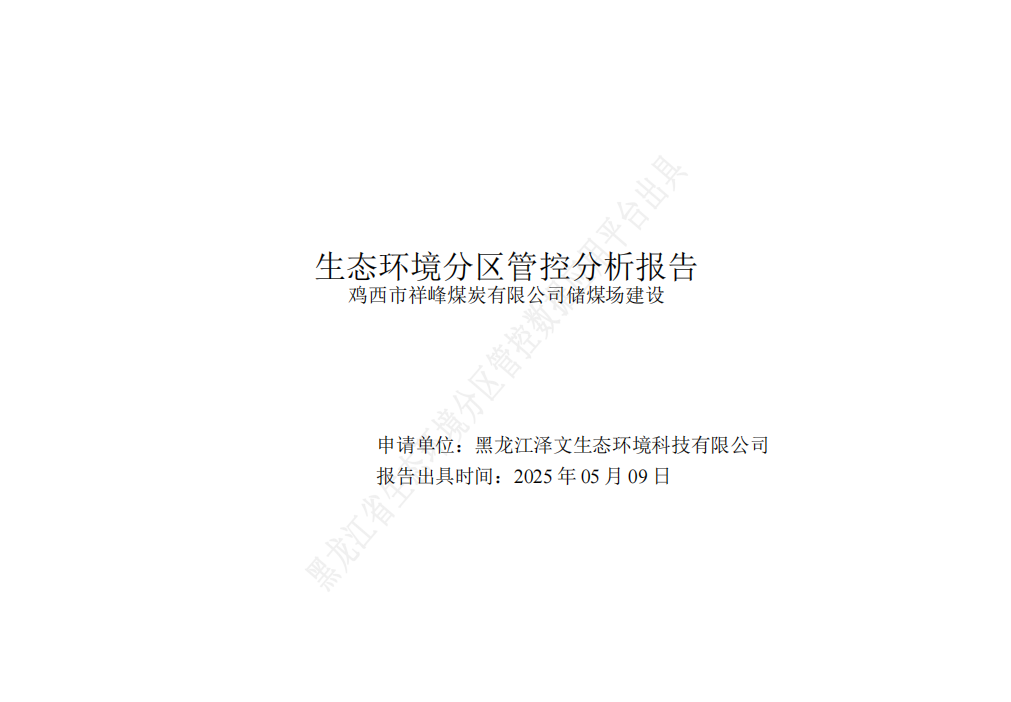 生态环境分区管控分析报告
鸡西市祥峰煤炭有限公司储煤场建设
申请单位：黑龙江泽文生态环境科技有限公司
报告出具时间：2025 年 05 月 09 日
黑龙江省生态环境分区管控数据应用平台出具